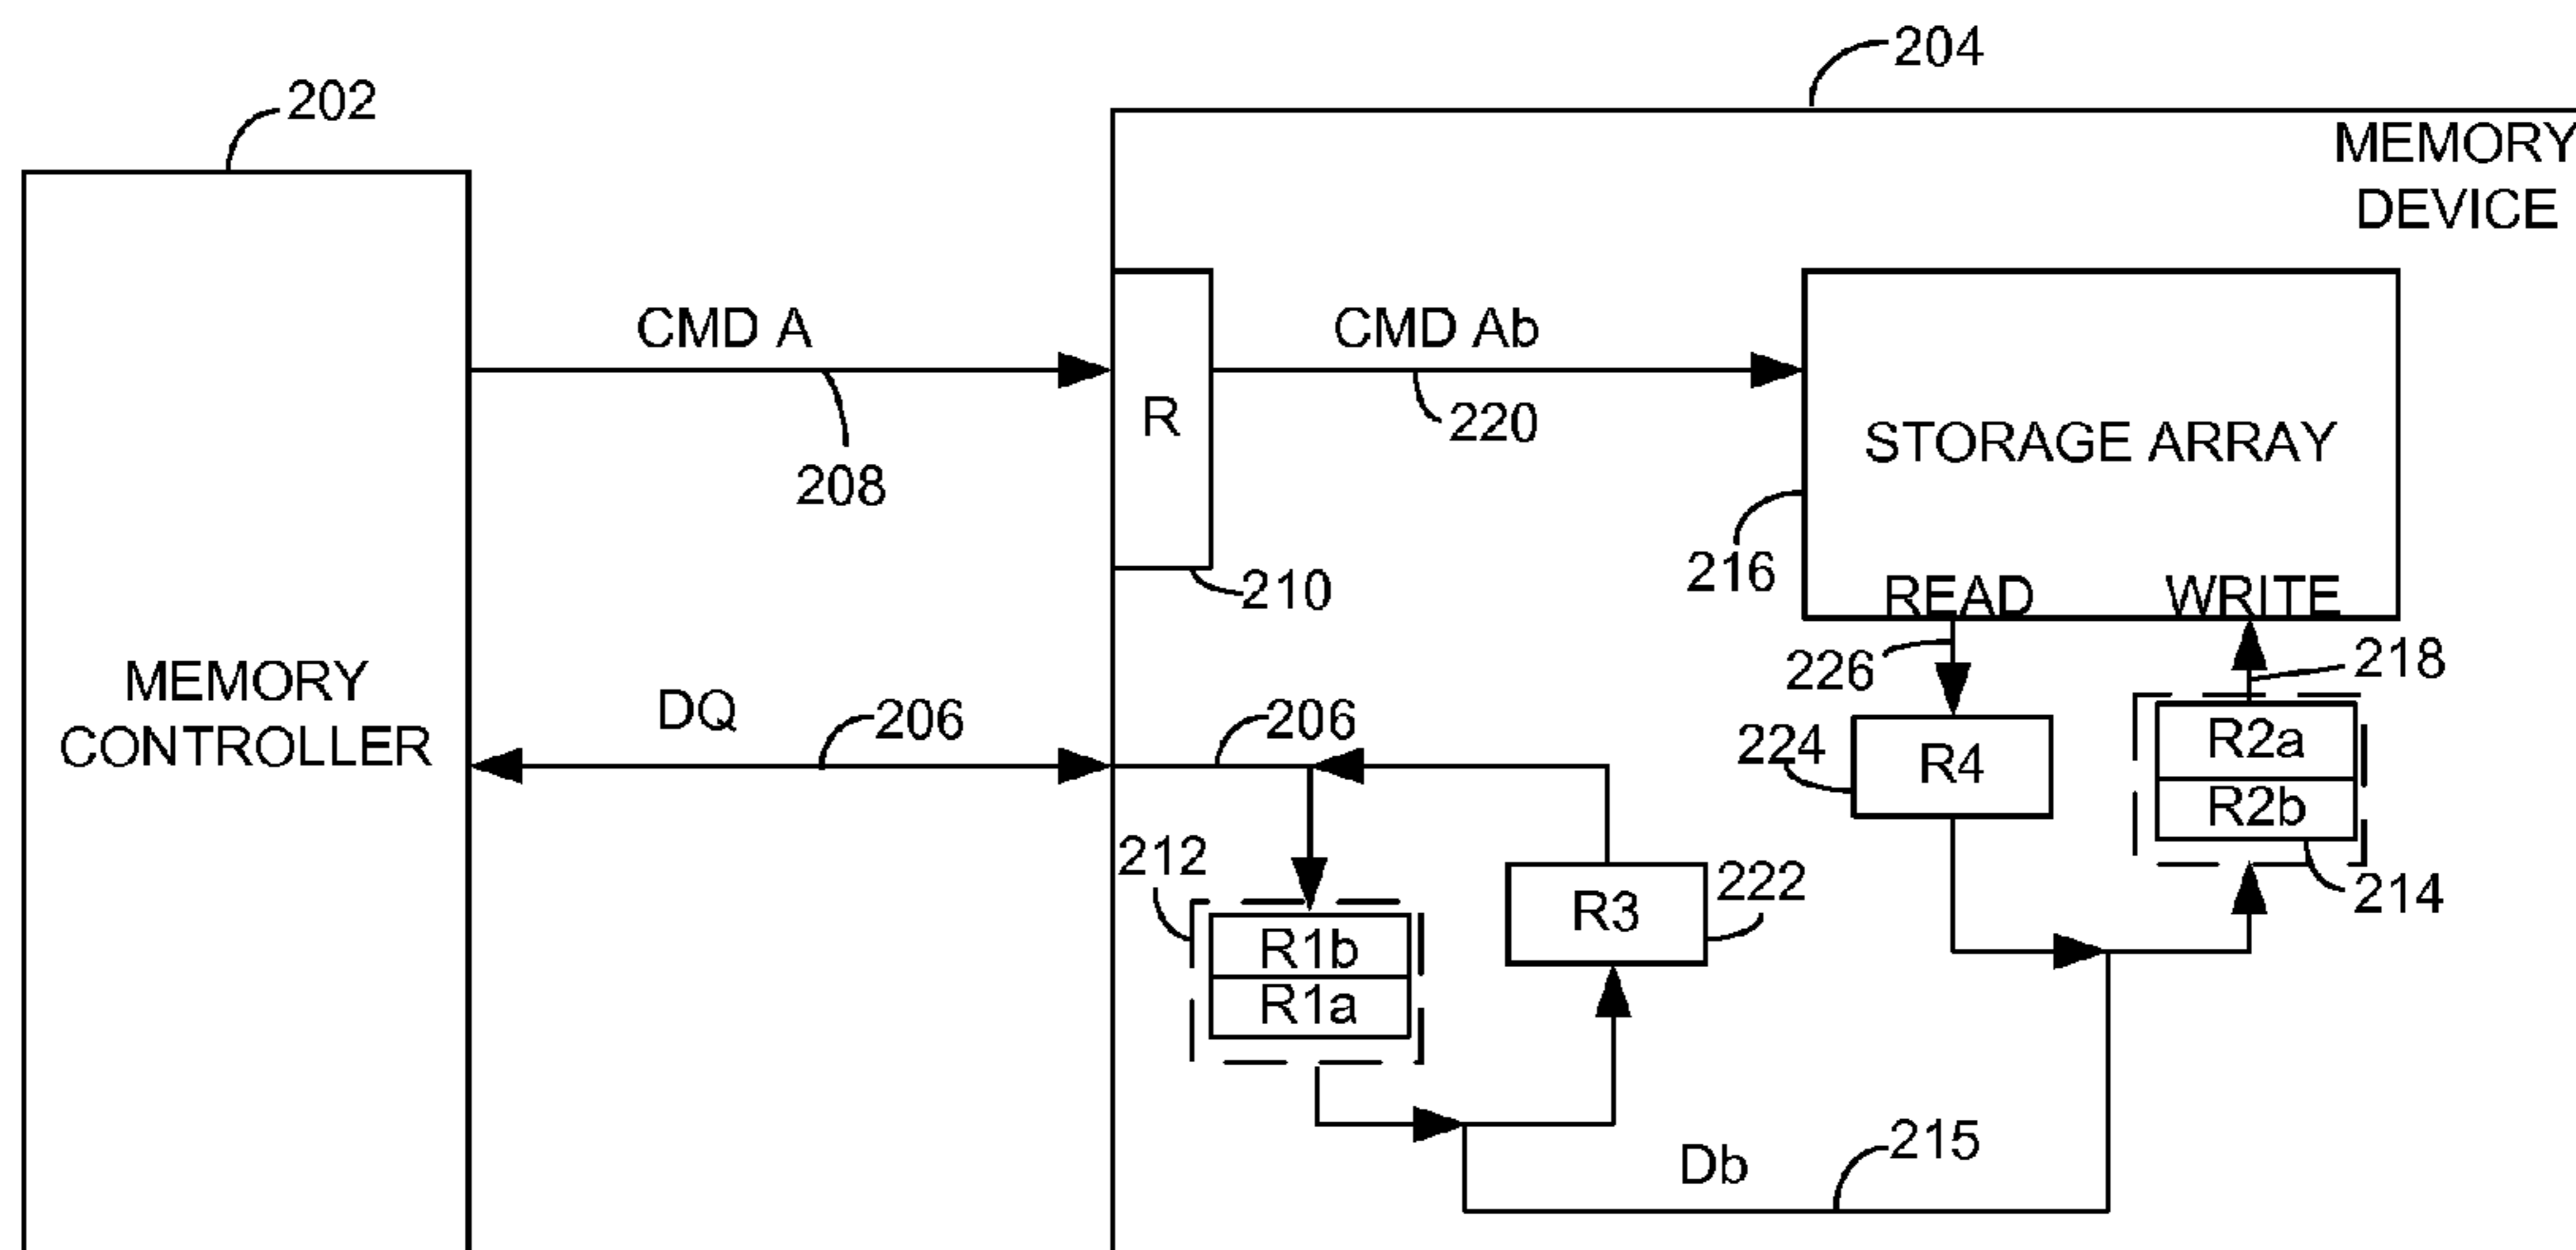 204
202
MEMORY
DEVICE
CMD A
CMD Ab
R
220
STORAGE ARRAY
208
216
210
READ
WRITE
226
218
MEMORY
CONTROLLER
DQ
206
206
224
R4
R2a
R2b
214
212
R1b
R1a
R3
222
Db
215